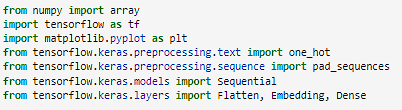 from numpy import array
import tensorflow as tf
import matplotlib.pyplot as plt
from tensorflow.keras.preprocessing.text import one_hot
from tensorflow.keras.preprocessing.sequence import pad_sequences
from tensorflow.keras.models import Sequential
from tensorflow.keras.layers import Flatten, Embedding, Dense